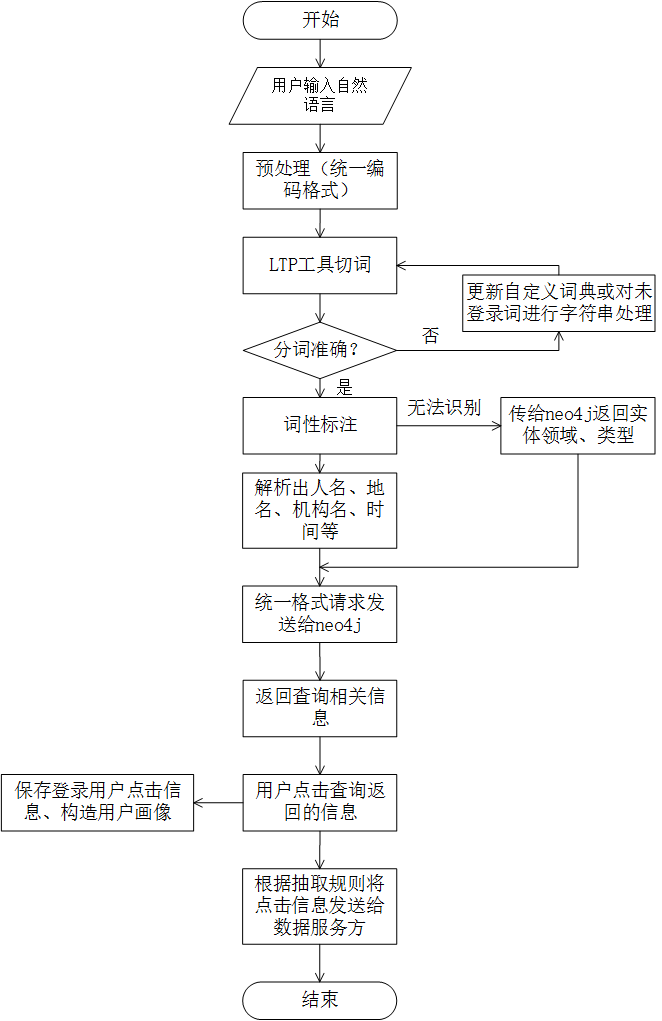 开始
用户输入自然
语言
预处理（统一编
码格式）
LTP工具切词
更新自定义词典或对未
登录词进行字符串处理
分词准确？
否
是
词性标注
无法识别
传给neo4j返回实
体领域、类型
解析出人名、地
名、机构名、时
间等
统一格式请求发
送给neo4j
返回查询相关信
息
保存登录用户点击信
息、构造用户画像
用户点击查询返
回的信息
根据抽取规则将
点击信息发送给
数据服务方
结束